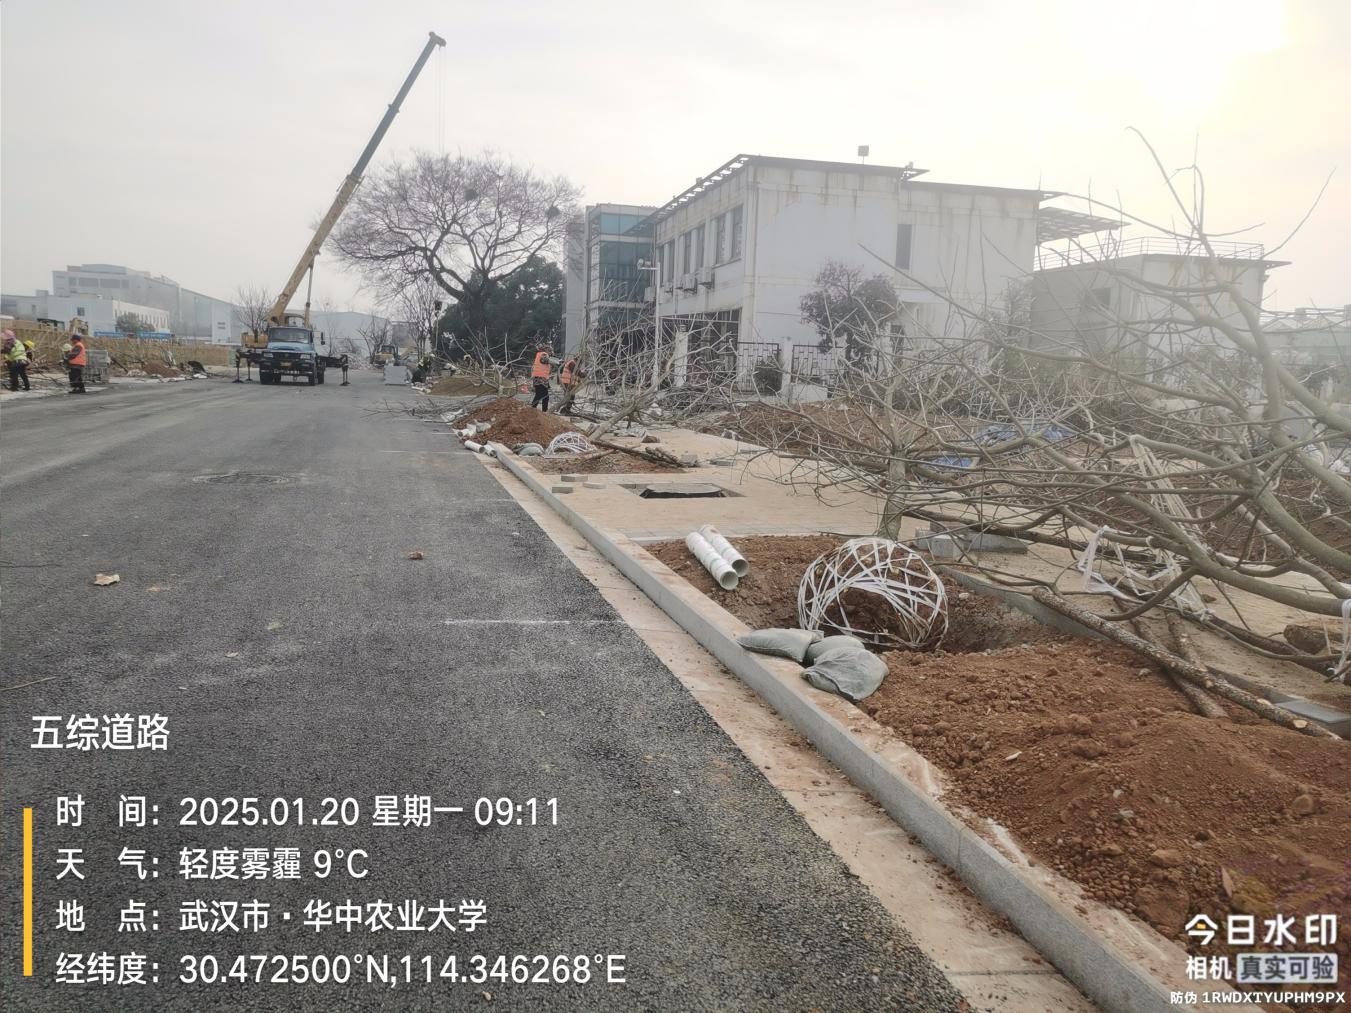 五综道路
时 间：2025.01.20 星期一 09:11
天 气：轻度雾霾 9℃
地 点：武汉市·华中农业大学
经纬度：30.472500°N,114.346268°E
今日水印
相机 真实可验
防伪 1RWDXTYUPHM9PX